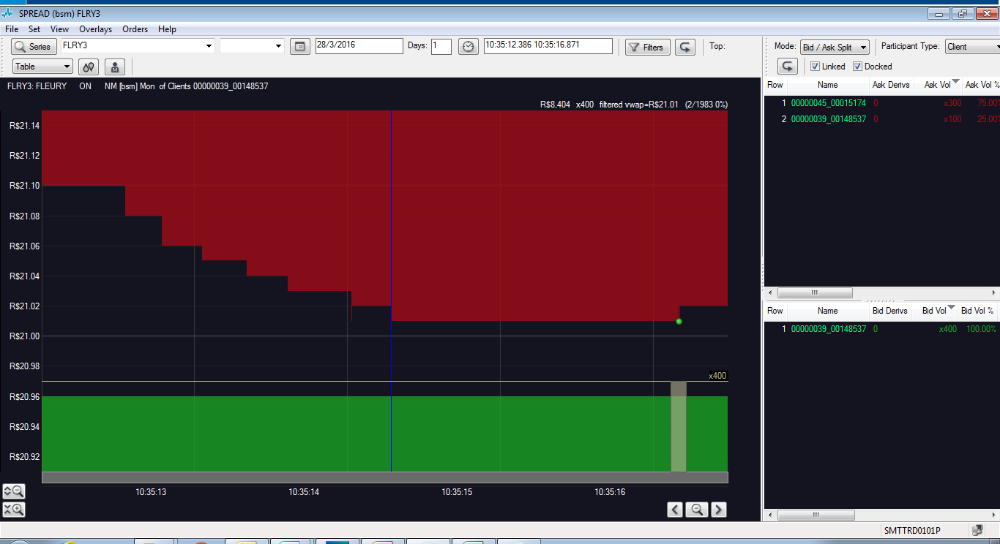 SPREAD (bsm) FLRY3
File Set View Overlays Orders Help
Series FLRY3 28/3/2016 Days: 1 10:35:12.386 10:35:16.871 Filters Top:
Table
Mode: Bid / Ask Split Participant Type: Client
Linked Docked
FLRY3: FLEURY ON NM [bsm] Mon of Clients 00000039_00148537
R$8,404 x400 filtered vwap=R$21.01 (2/1983 0%)
R$21.14
R$21.12
R$21.10
R$21.08
R$21.06
R$21.04
R$21.02
R$21.00
R$20.98
x400
R$20.96
R$20.94
R$20.92
10:35:13 10:35:14 10:35:15 10:35:16
Row Name Ask Derivs Ask Vol Ask Vol %
1 00000045_00015174 0 x300 75.00%
2 00000039_00148537 0 x100 25.00%
Row Name Bid Derivs Bid Vol Bid Vol %
1 00000039_00148537 0 x400 100.00%
SMTTRD0101P